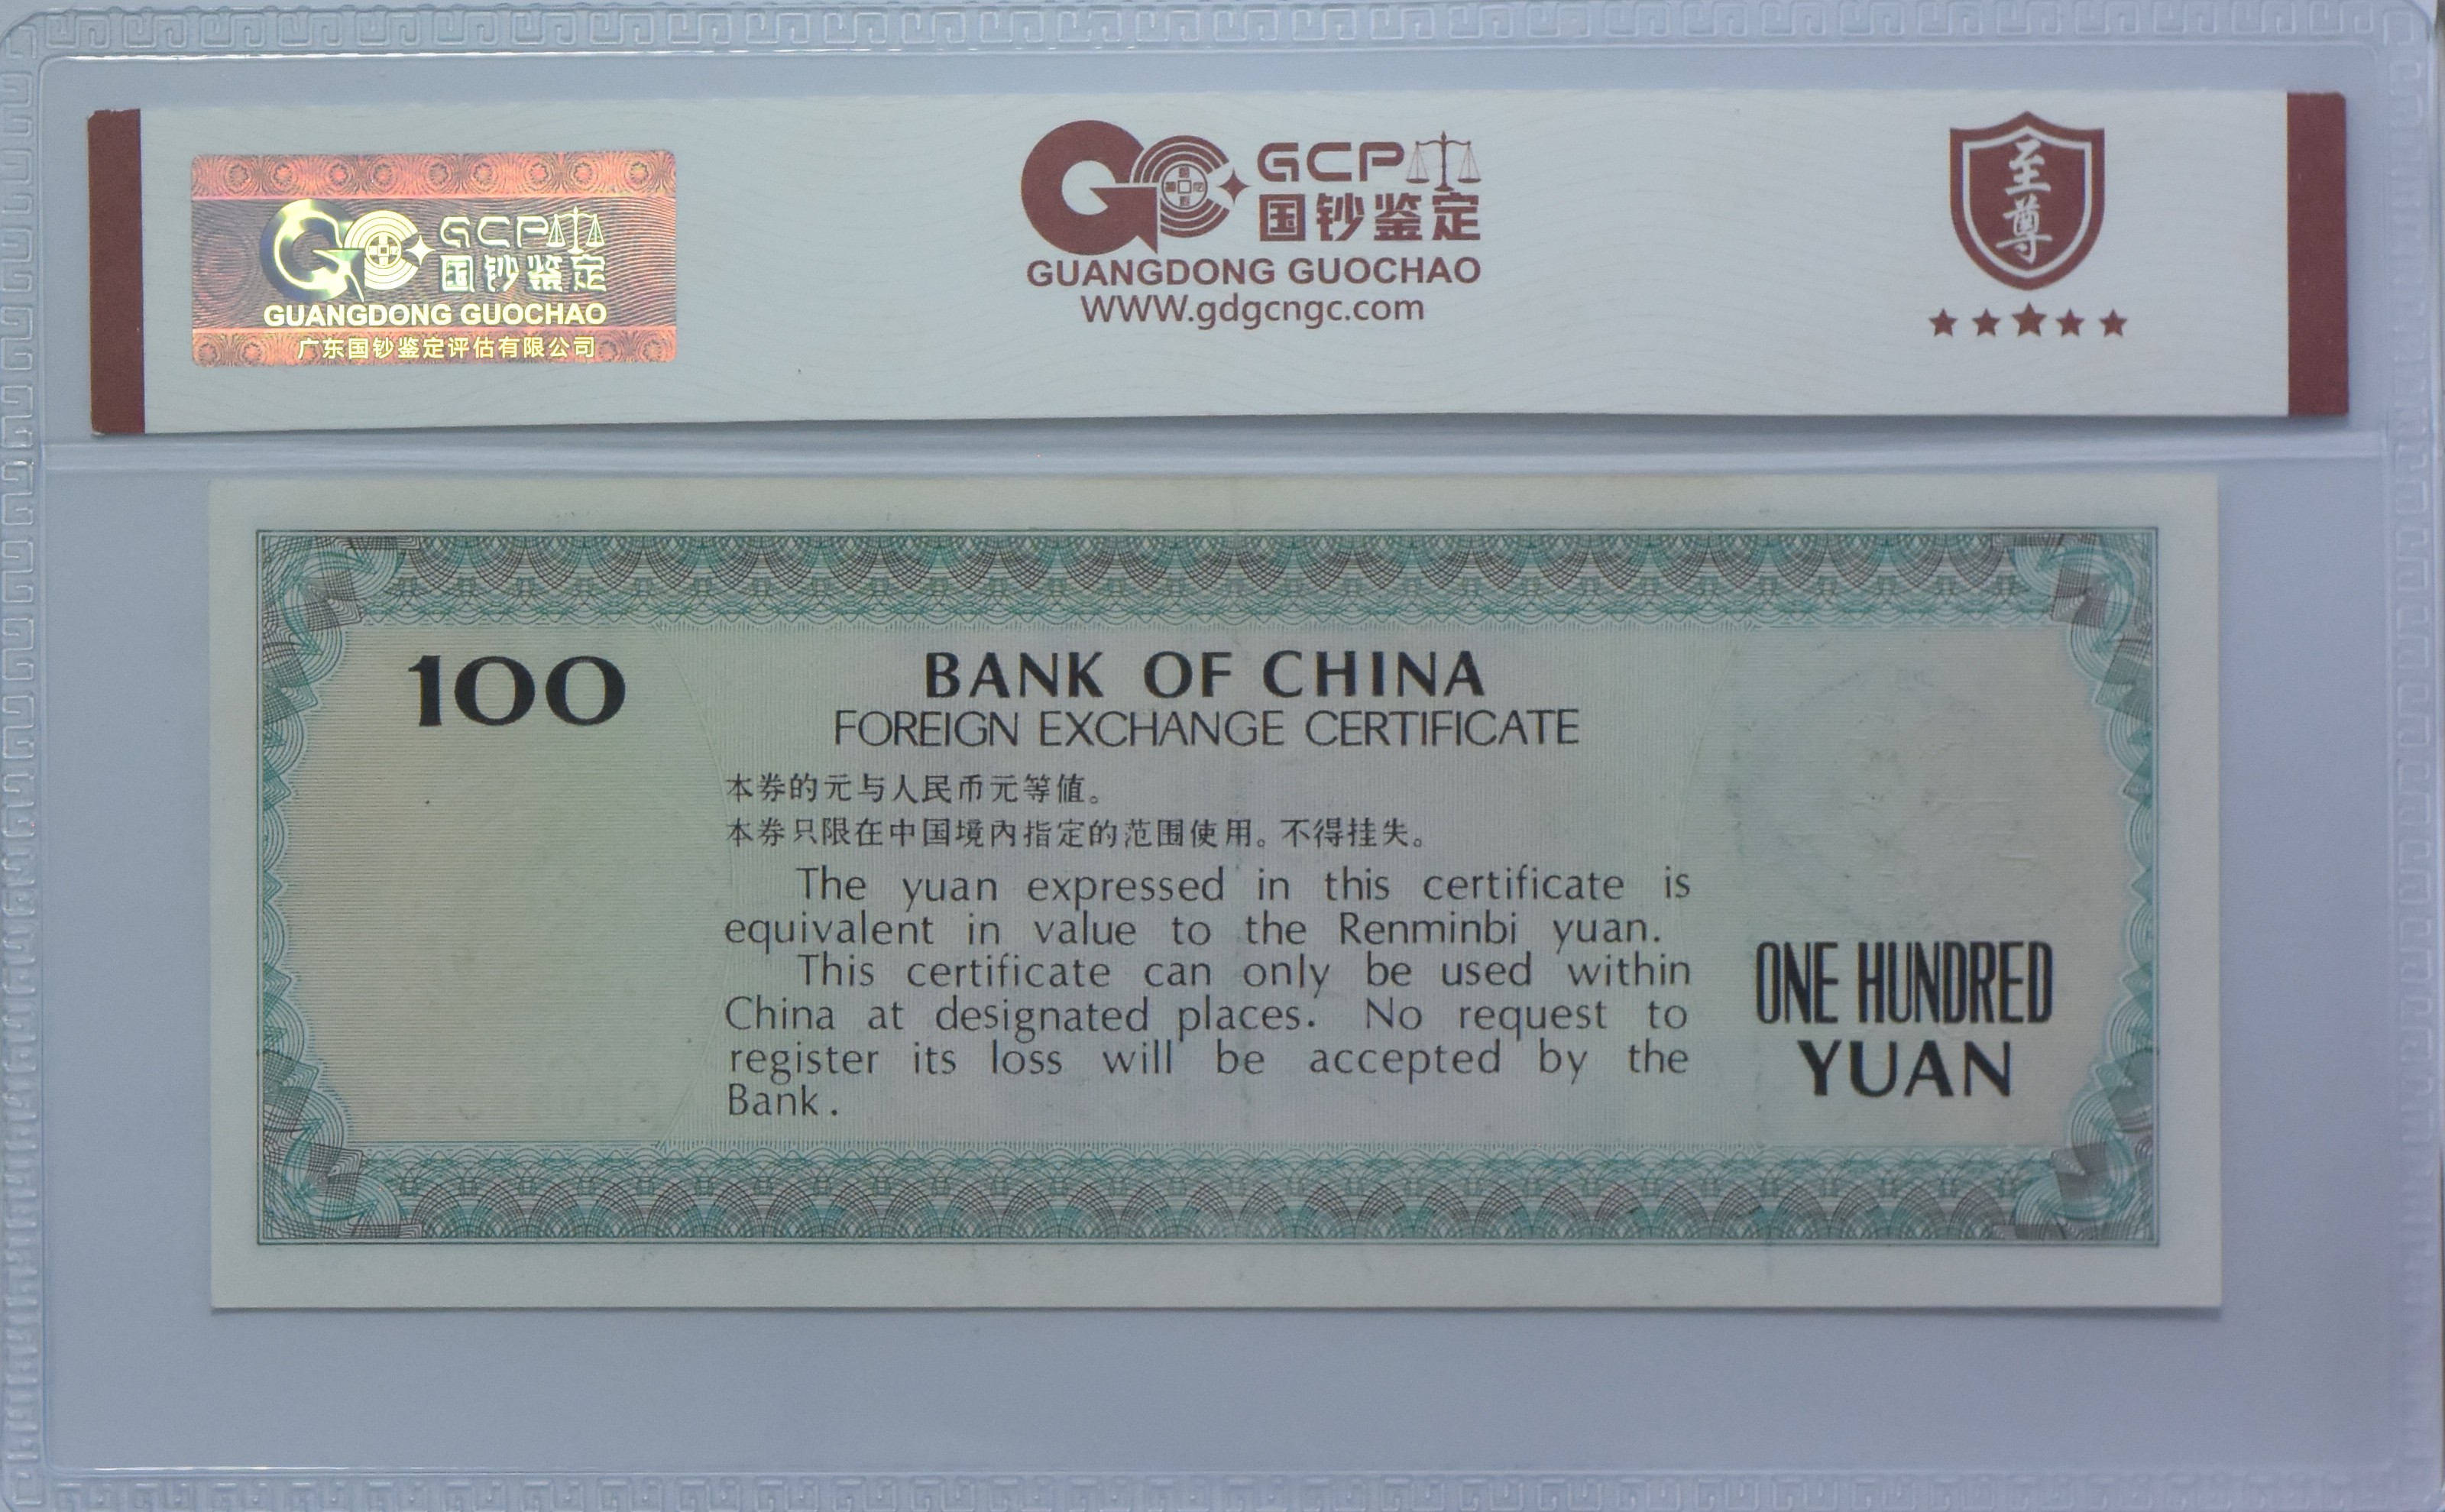 GCP
国钞鉴定
GUANGDONG GUOCHAO
广东国钞鉴定评估有限公司
GCP
国钞鉴定
GUANGDONG GUOCHAO
WWW.gdgcngc.com
至尊
100
BANK OF CHINA
FOREIGN EXCHANGE CERTIFICATE
本券的元与人民币元等值。
本券只限在中国境内指定的范围使用。不得挂失。
The yuan expressed in this certificate is
equivalent in value to the Renminbi yuan.
This certificate can only be used within
China at designated places. No request to
register its loss will be accepted by the
Bank.
ONE HUNDRED
YUAN